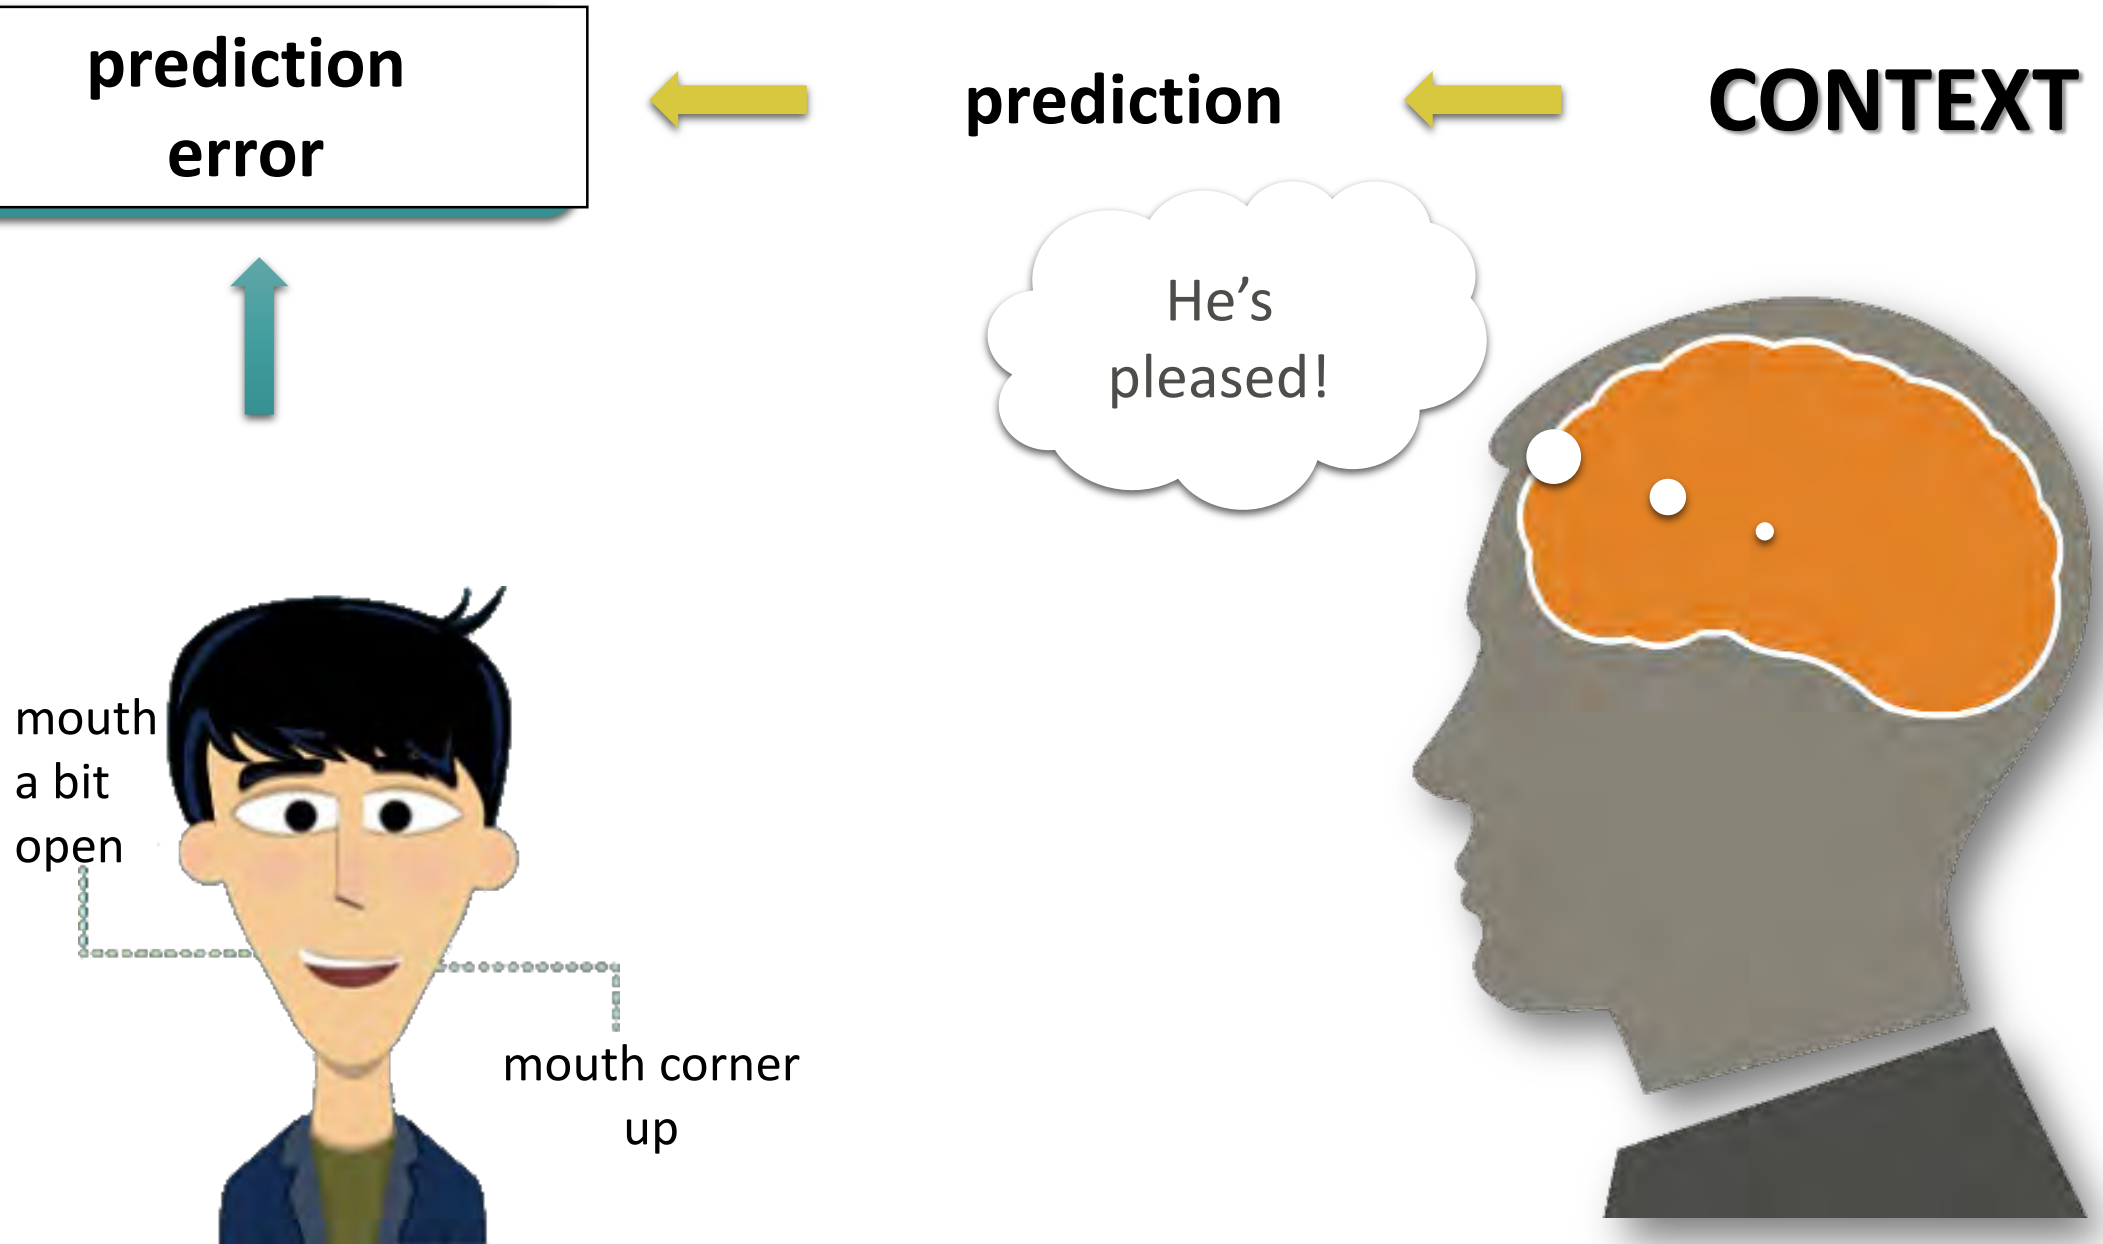 prediction
error
prediction
CONTEXT
He’s
pleased!
mouth
a bit
open
mouth corner
up